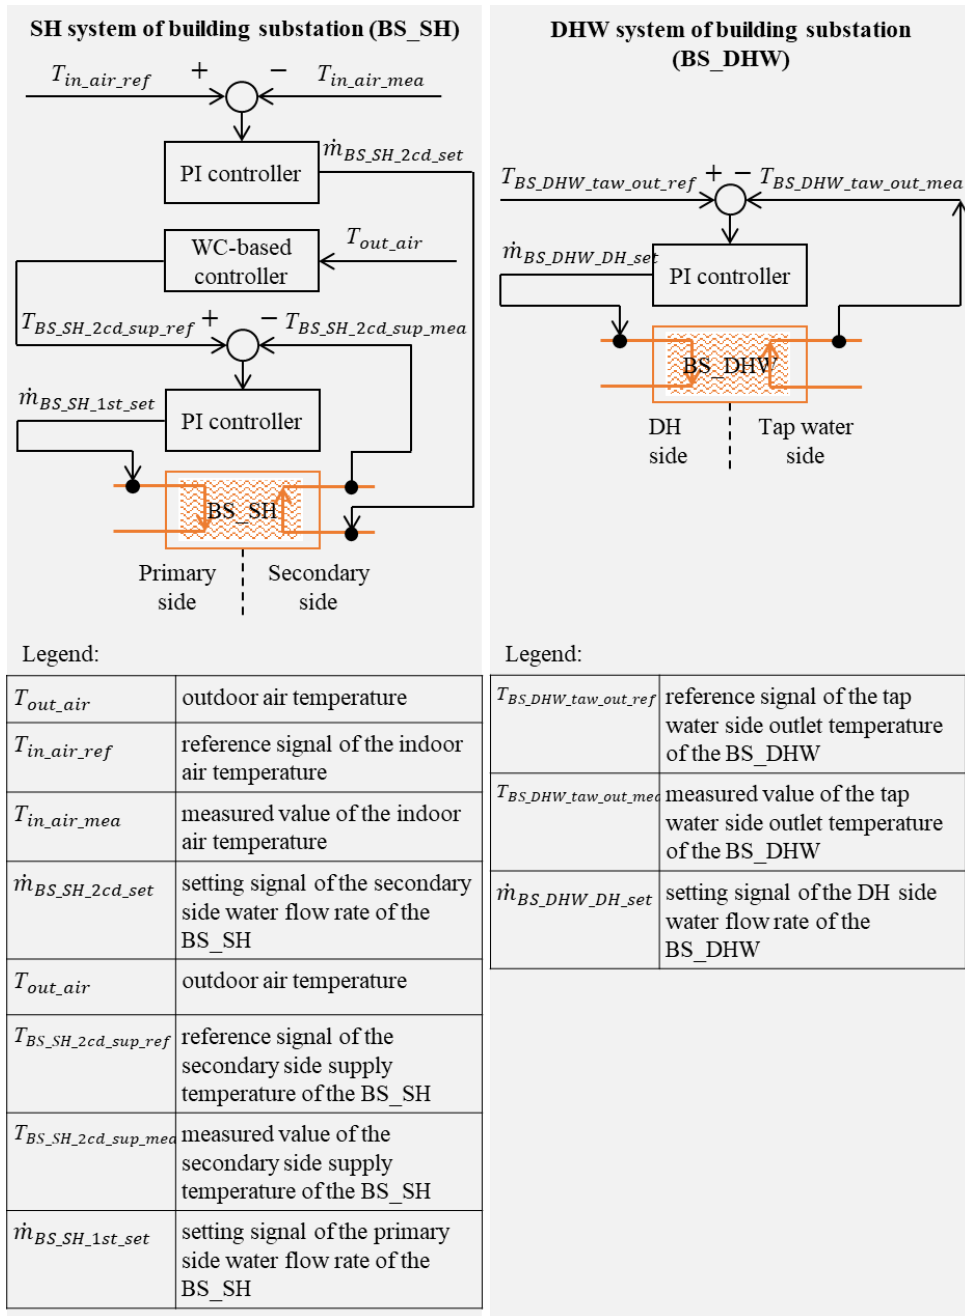 SH system of building substation (BS_SH)
T_in_air_ref + − T_in_air_mea
PI controller
ṁ_BS_SH_2cd_set
WC-based
controller
T_out_air
T_BS_SH_2cd_sup_ref + − T_BS_SH_2cd_sup_mea
ṁ_BS_SH_1st_set
PI controller
BS_SH
Primary
side
Secondary
side
Legend:
T_out_air outdoor air temperature
T_in_air_ref reference signal of the indoor
air temperature
T_in_air_mea measured value of the indoor
air temperature
ṁ_BS_SH_2cd_set setting signal of the secondary
side water flow rate of the
BS_SH
T_out_air outdoor air temperature
T_BS_SH_2cd_sup_ref reference signal of the
secondary side supply
temperature of the BS_SH
T_BS_SH_2cd_sup_mea measured value of the
secondary side supply
temperature of the BS_SH
ṁ_BS_SH_1st_set setting signal of the primary
side water flow rate of the
BS_SH
DHW system of building substation
(BS_DHW)
T_BS_DHW_taw_out_ref + − T_BS_DHW_taw_out_mea
ṁ_BS_DHW_DH_set
PI controller
BS_DHW
DH
side
Tap water
side
Legend:
T_BS_DHW_taw_out_ref reference signal of the tap
water side outlet temperature
of the BS_DHW
T_BS_DHW_taw_out_mea measured value of the tap
water side outlet temperature
of the BS_DHW
ṁ_BS_DHW_DH_set setting signal of the DH side
water flow rate of the
BS_DHW